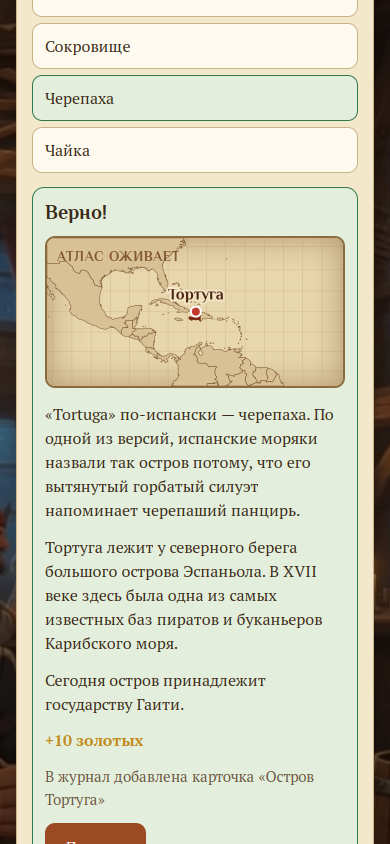 Сокровище
Черепаха
Чайка
Верно!
АТЛАС ОЖИВАЕТ
Тортуга
«Tortuga» по-испански — черепаха. По
одной из версий, испанские моряки
назвали так остров потому, что его
вытянутый горбатый силуэт
напоминает черепаший панцирь.
Тортуга лежит у северного берега
большого острова Эспаньола. В XVII
веке здесь была одна из самых
известных баз пиратов и буканьеров
Карибского моря.
Сегодня остров принадлежит
государству Гаити.
+10 золотых
В журнал добавлена карточка «Остров
Тортуга»